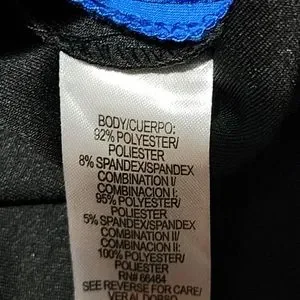 BODY/CUERPO:
92% POLYESTER/
POLIESTER
8% SPANDEX/SPANDEX
COMBINATION I/
COMBINACION I:
95% POLYESTER/
POLIESTER
5% SPANDEX/SPANDEX
COMBINATION II/
COMBINACION II:
100% POLYESTER/
POLIESTER
RN# 66484
SEE REVERSE FOR CARE/
VER AL DORSO